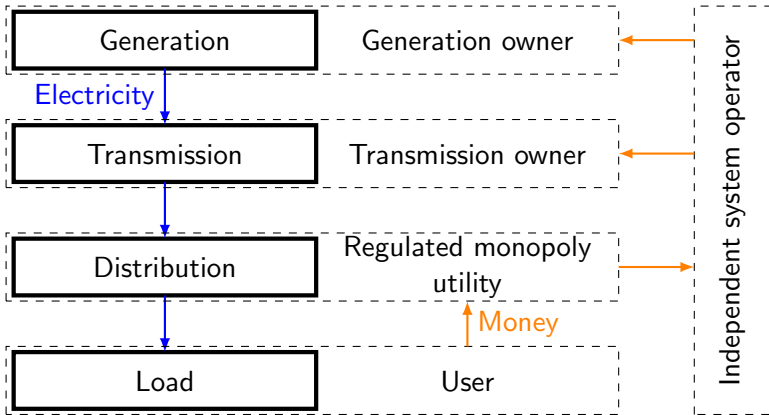 Generation
Generation owner
Electricity
Transmission
Transmission owner
Distribution
Regulated monopoly
utility
Money
Load
User
Independent system operator